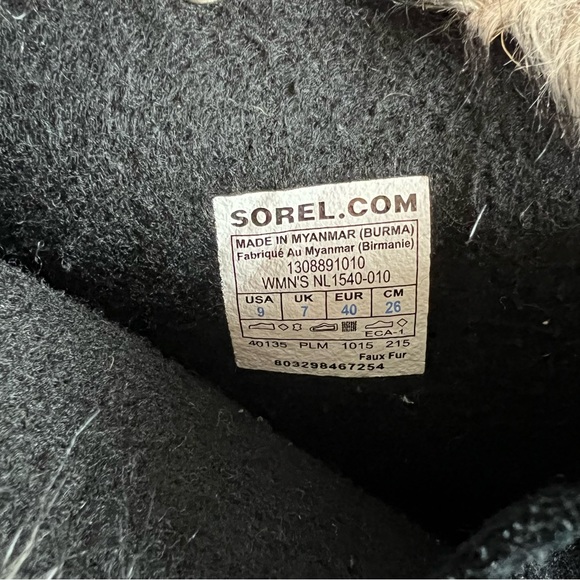 SOREL.COM
MADE IN MYANMAR (BURMA)
Fabriqué Au Myanmar (Birmanie)
1308891010
WMN'S NL1540-010
USA UK EUR CM
9 7 40 26
ECA-1
40135 PLM 1015 215
Faux Fur
803298467254